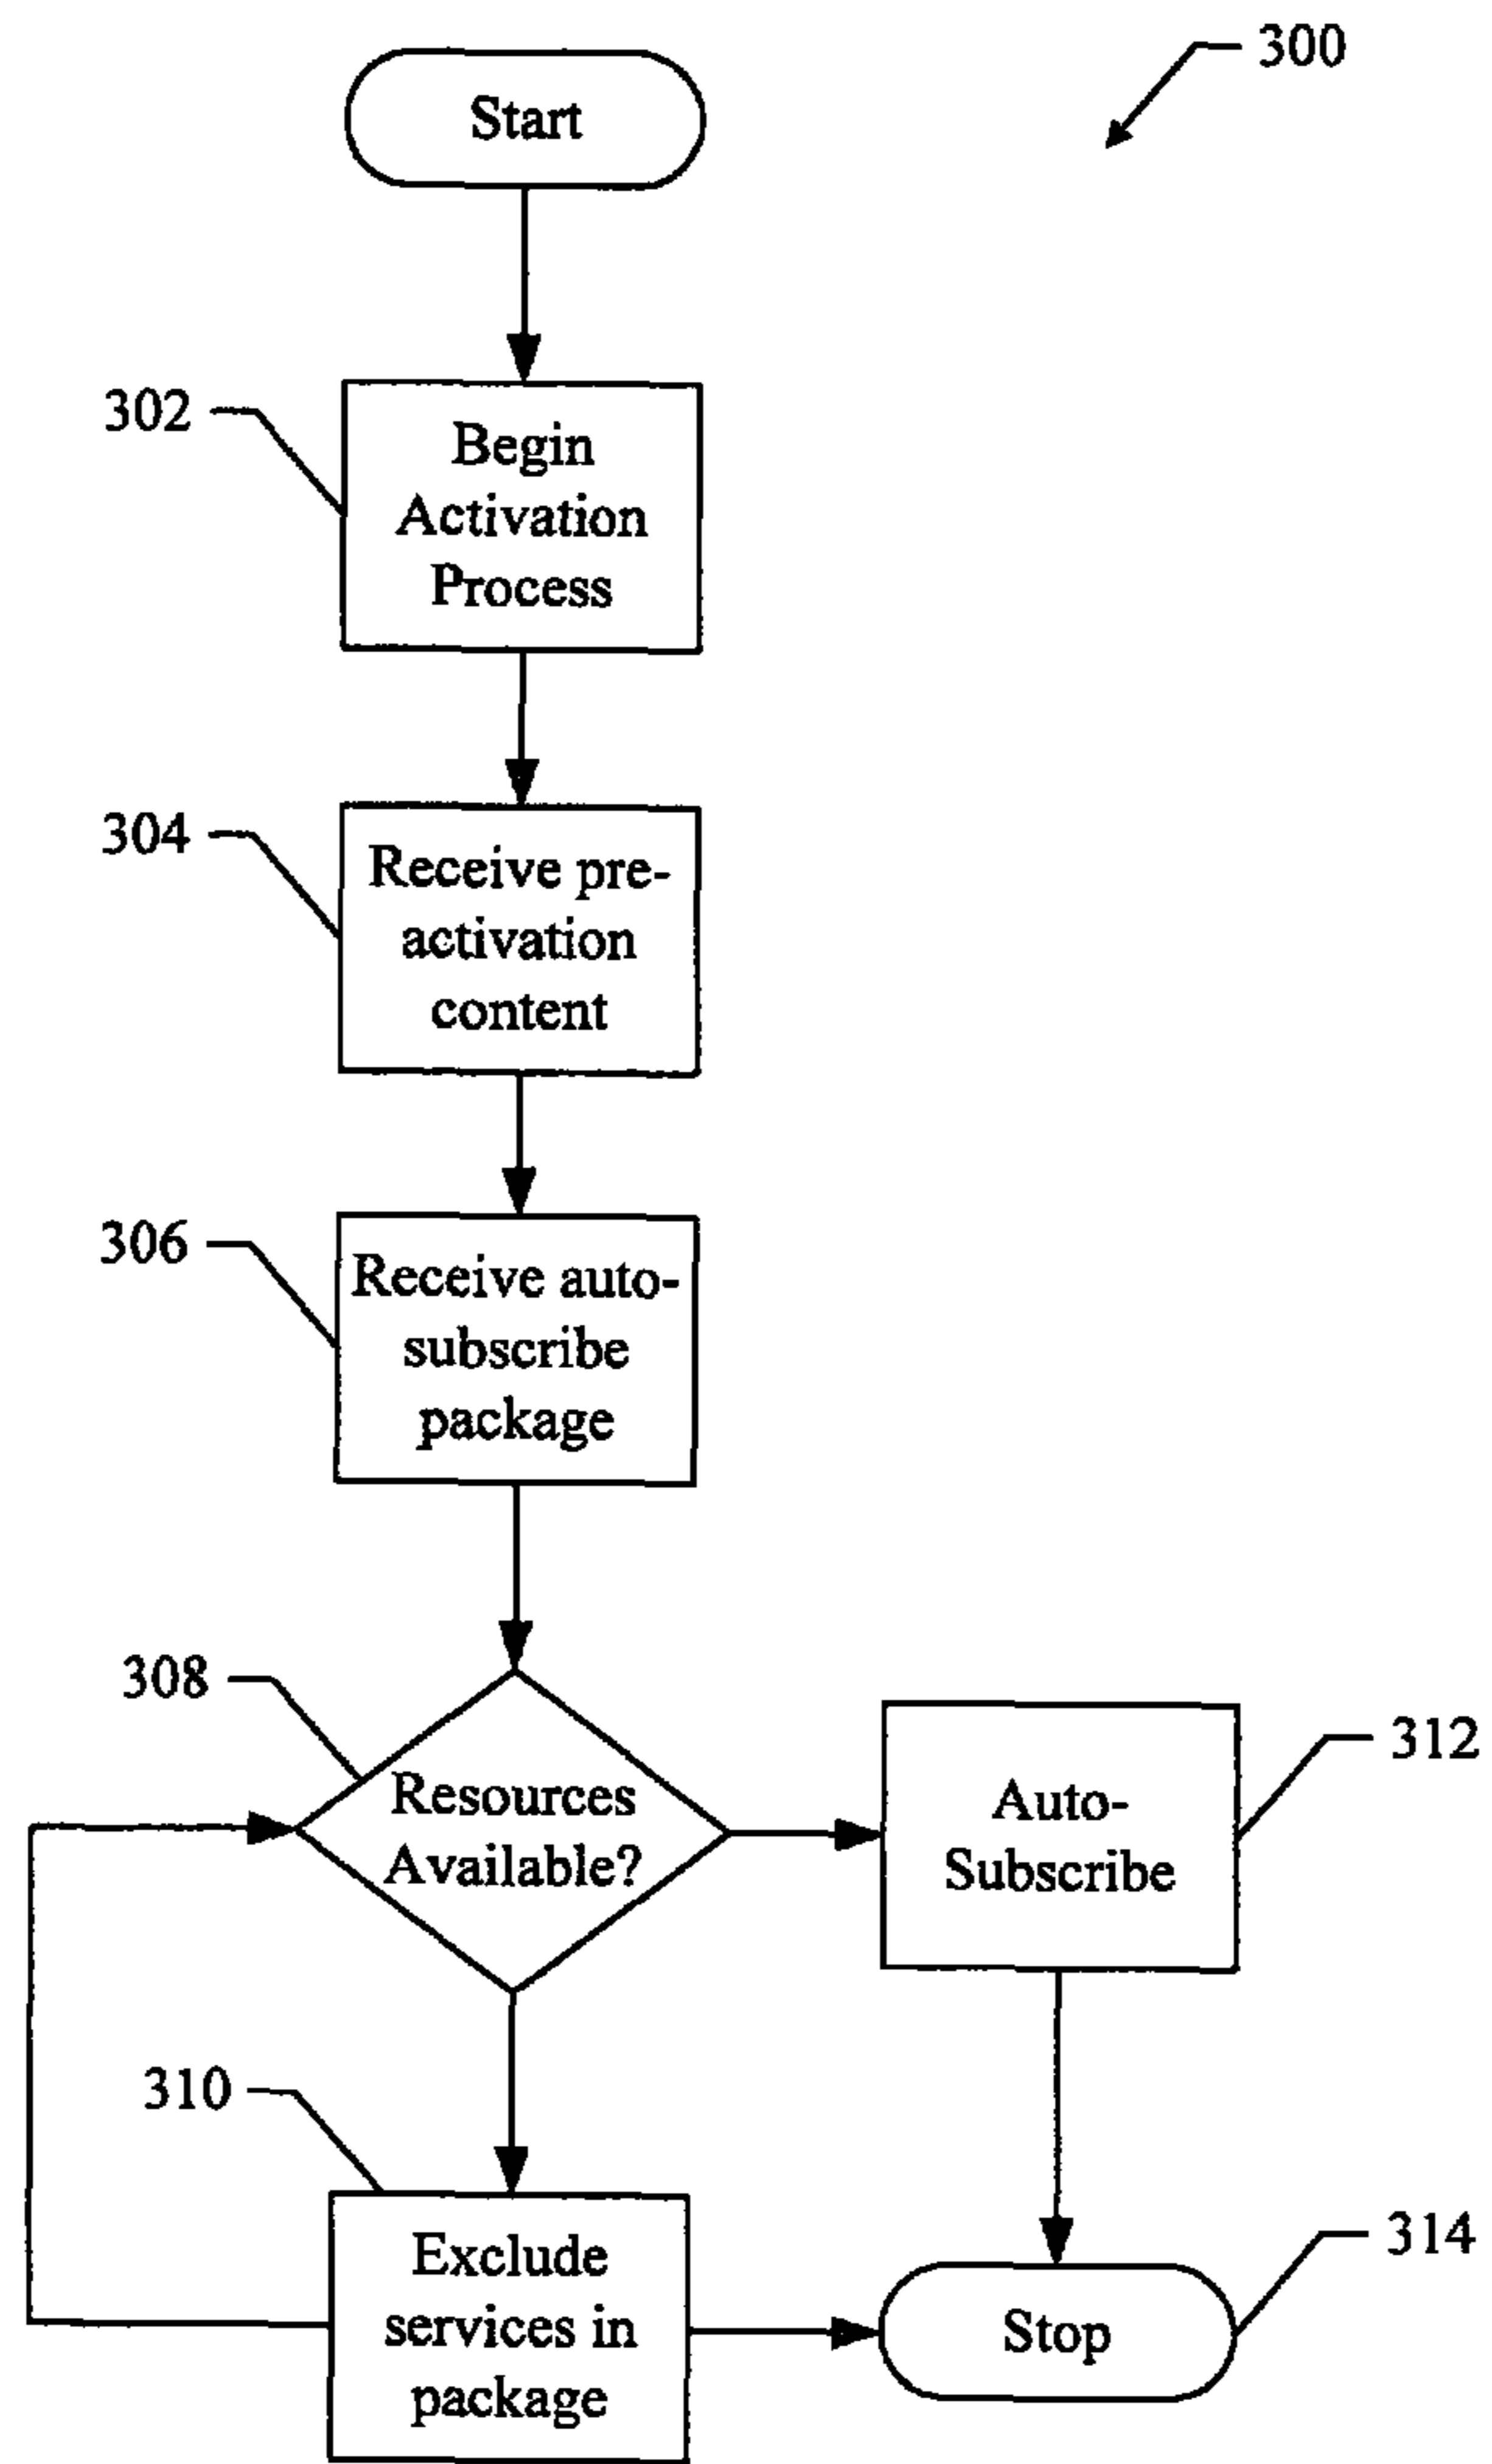 300
Start
302
Begin
Activation
Process
304
Receive pre-
activation
content
306
Receive auto-
subscribe
package
308
Resources
Available?
312
Auto-
Subscribe
310
Exclude
services in
package
314
Stop